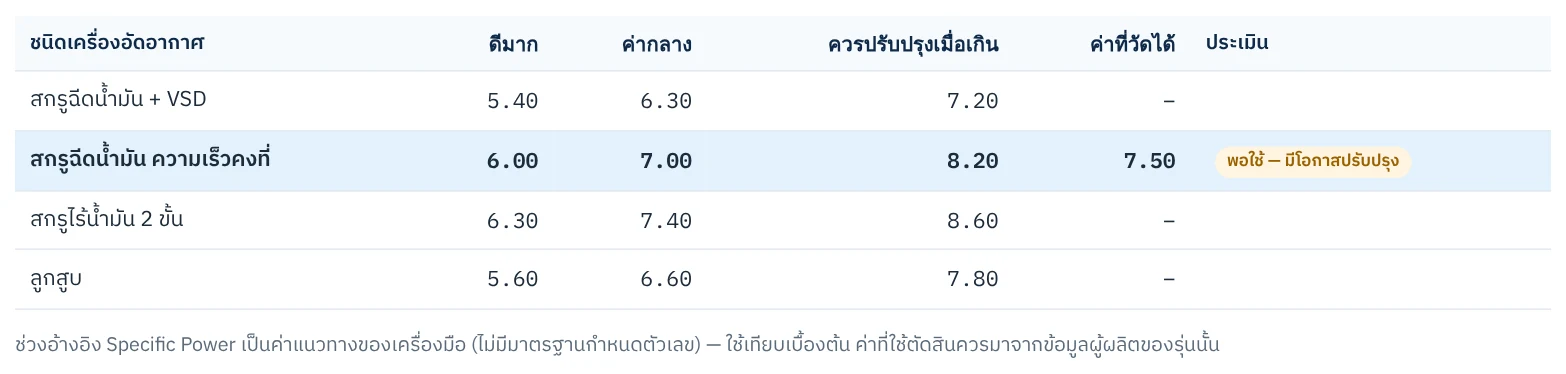 ชนิดเครื่องอัดอากาศ ดีมาก ค่ากลาง ควรปรับปรุงเมื่อเกิน ค่าที่วัดได้ ประเมิน
สกรูฉีดน้ำมัน + VSD 5.40 6.30 7.20 –
สกรูฉีดน้ำมัน ความเร็วคงที่ 6.00 7.00 8.20 7.50 พอใช้ — มีโอกาสปรับปรุง
สกรูไร้น้ำมัน 2 ขั้น 6.30 7.40 8.60 –
ลูกสูบ 5.60 6.60 7.80 –
ช่วงอ้างอิง Specific Power เป็นค่าแนวทางของเครื่องมือ (ไม่มีมาตรฐานกำหนดตัวเลข) — ใช้เทียบเบื้องต้น ค่าที่ใช้ตัดสินควรมาจากข้อมูลผู้ผลิตของรุ่นนั้น